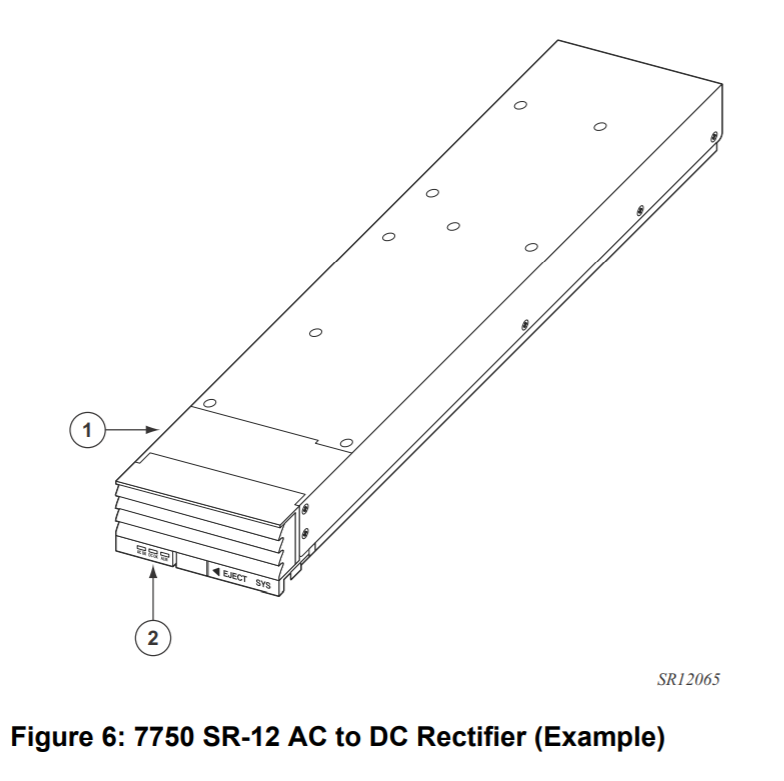 1
◀ EJECT SYS
2
SR12065
Figure 6: 7750 SR-12 AC to DC Rectifier (Example)